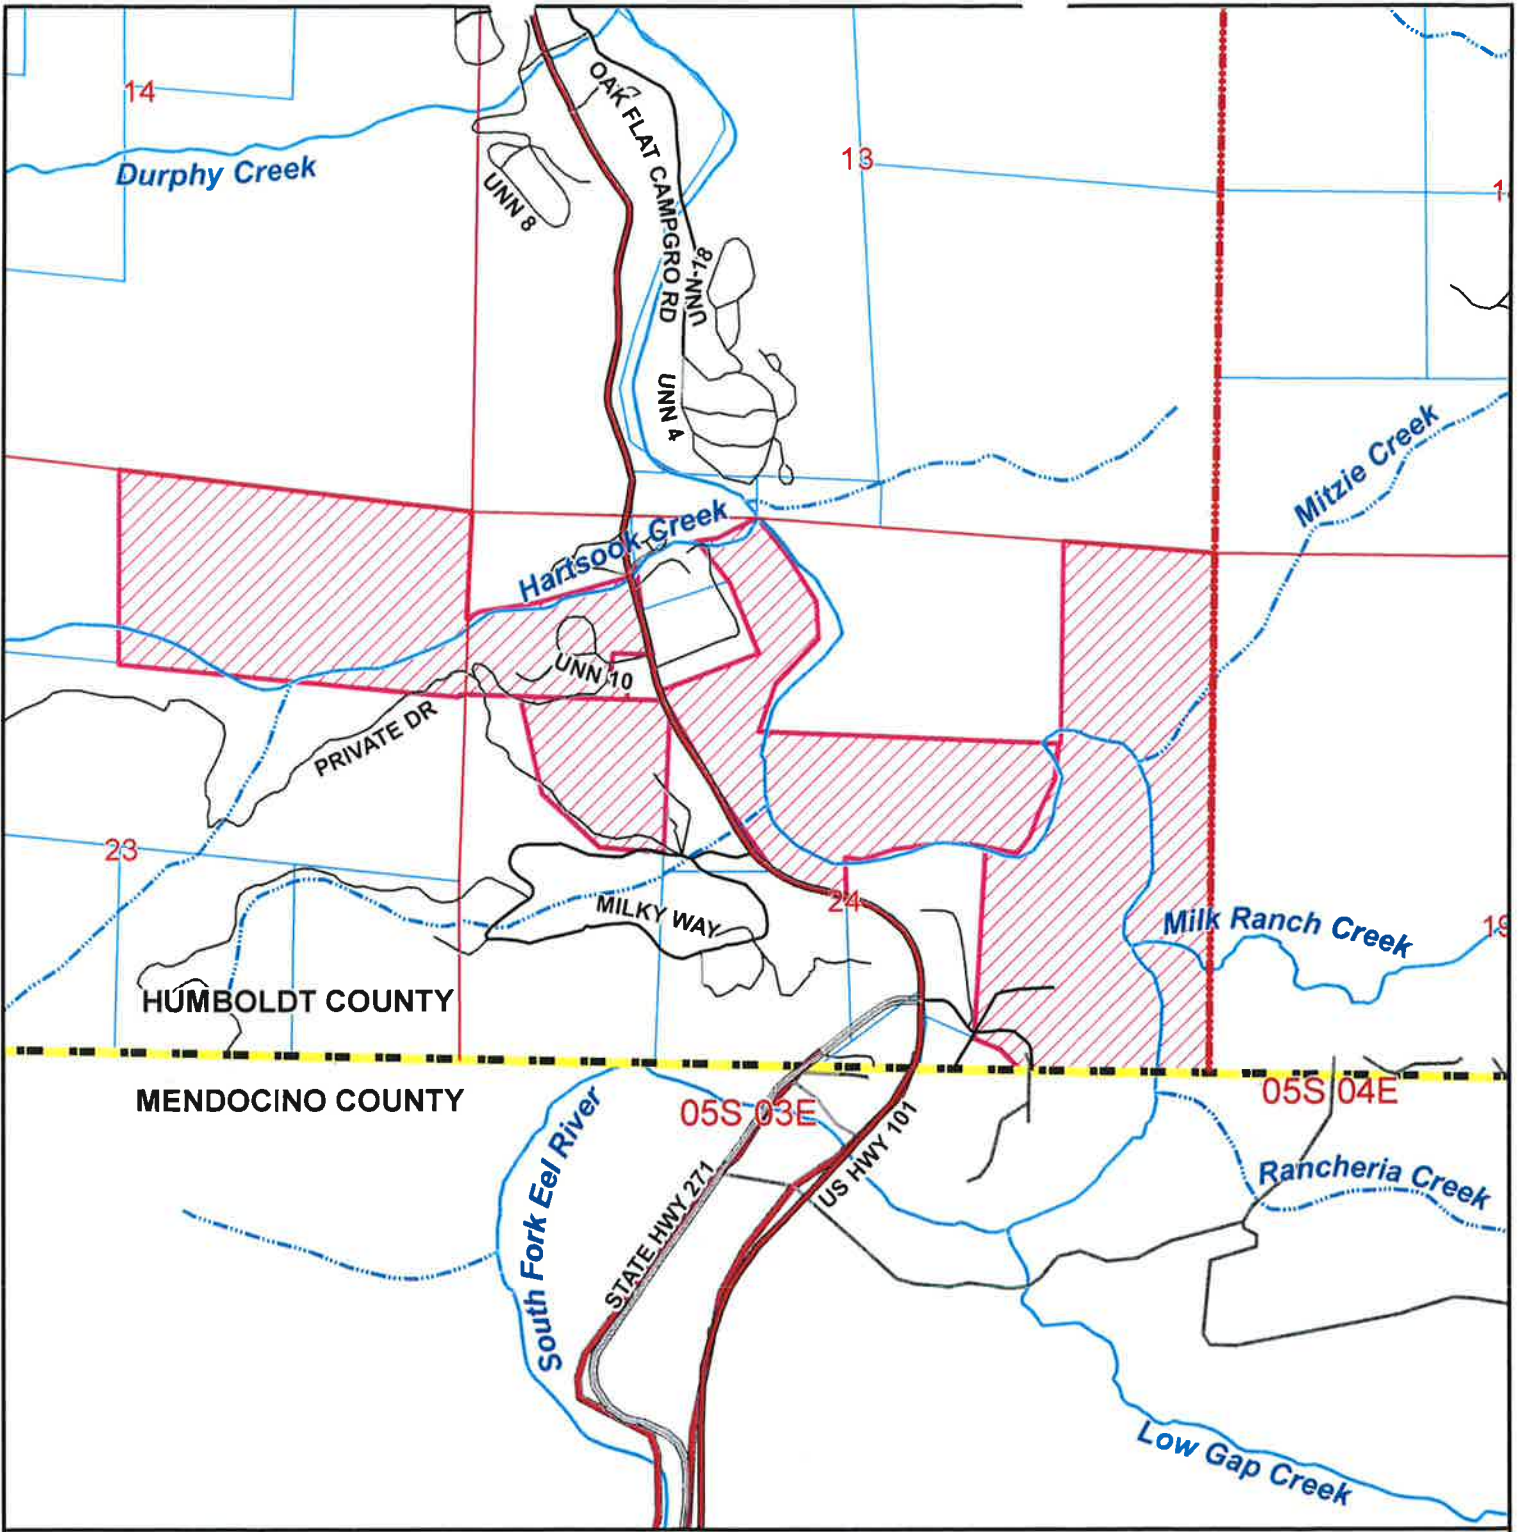 14
OAK FLAT CAMPGRO RD
13
1
Durphy Creek
UNN 8
UNN-18
UNN 4
Mitzie Creek
Hartsook Creek
UNN 10
PRIVATE DR
23
24
MILKY WAY
Milk Ranch Creek
19
HUMBOLDT COUNTY
MENDOCINO COUNTY
05S 03E
05S 04E
South Fork Eel River
STATE HWY 271
US HWY 101
Rancheria Creek
Low Gap Creek